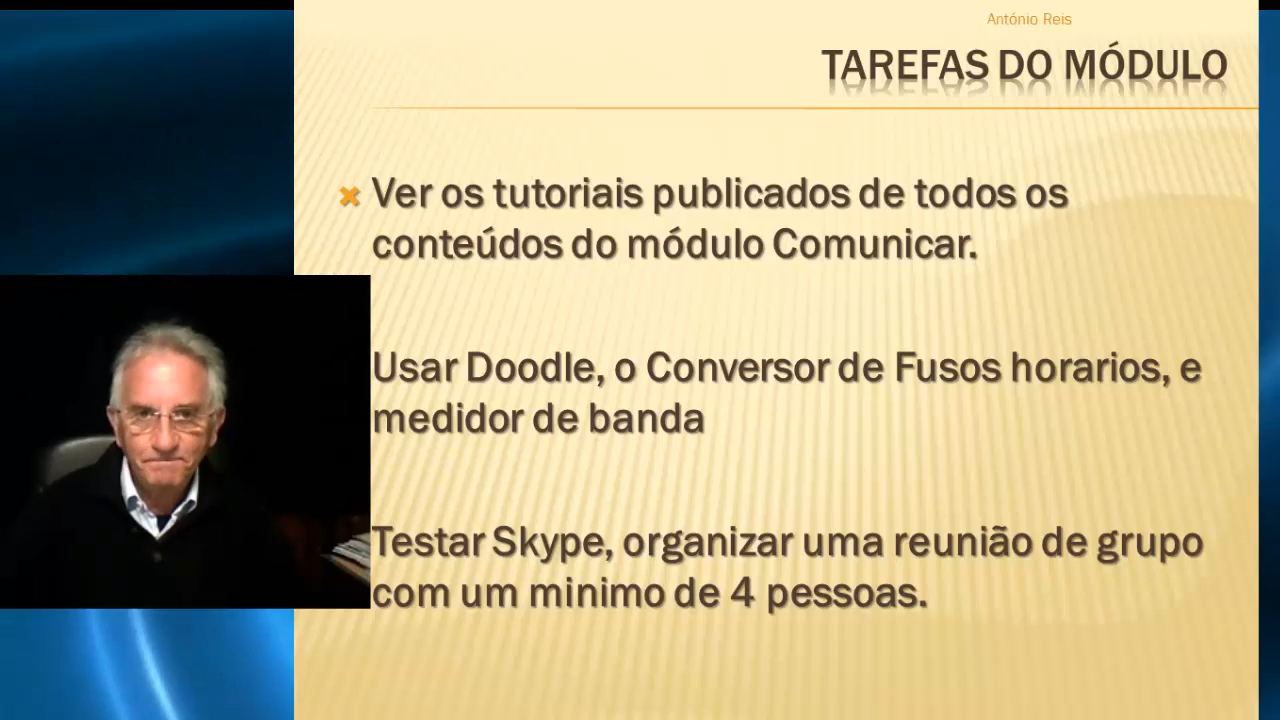 António Reis
TAREFAS DO MÓDULO
Ver os tutoriais publicados de todos os
conteúdos do módulo Comunicar.
Usar Doodle, o Conversor de Fusos horarios, e
medidor de banda
Testar Skype, organizar uma reunião de grupo
com um minimo de 4 pessoas.